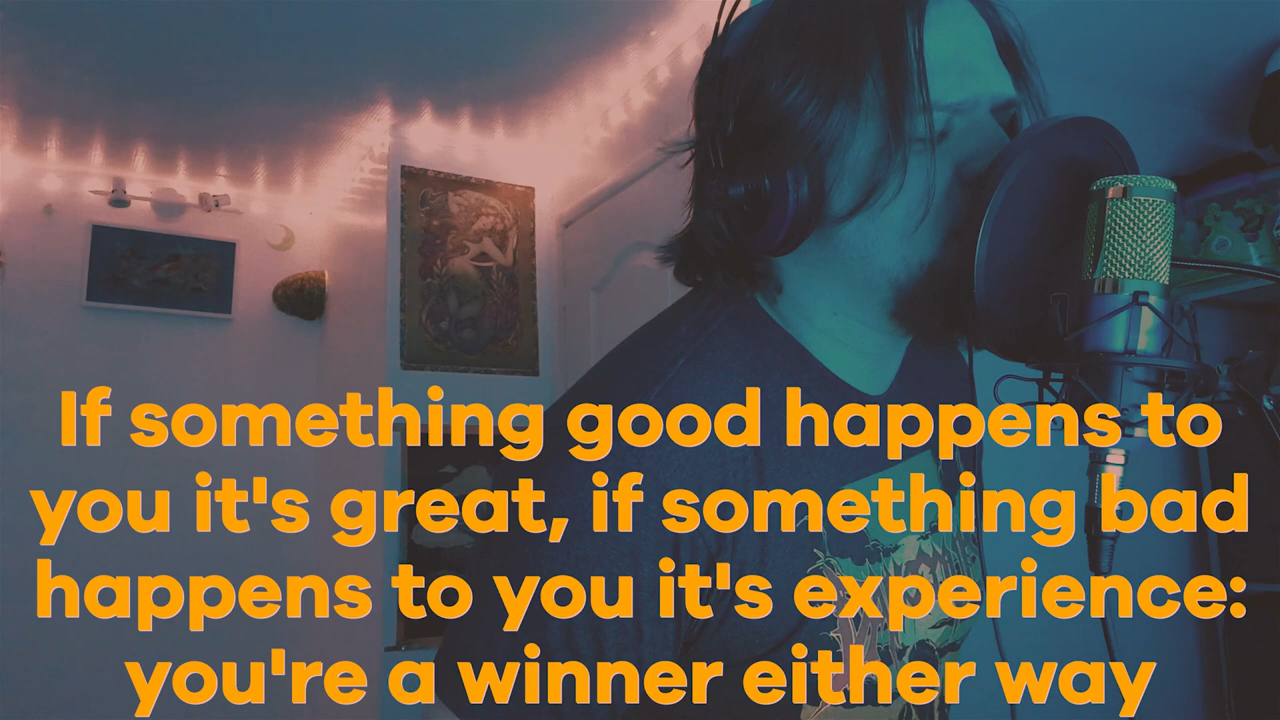 If something good happens to
you it's great, if something bad
happens to you it's experience:
you're a winner either way